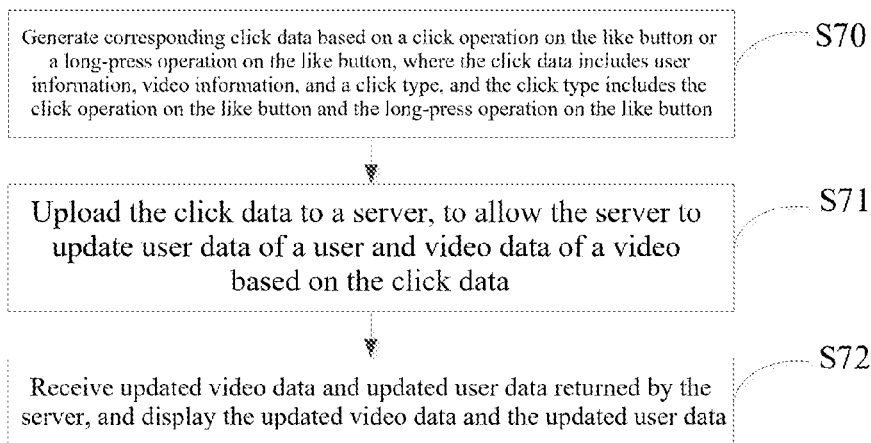 Generate corresponding click data based on a click operation on the like button or
a long-press operation on the like button, where the click data includes user
information, video information, and a click type, and the click type includes the
click operation on the like button and the long-press operation on the like button
S70
Upload the click data to a server, to allow the server to
update user data of a user and video data of a video
based on the click data
S71
Receive updated video data and updated user data returned by the
server, and display the updated video data and the updated user data
S72